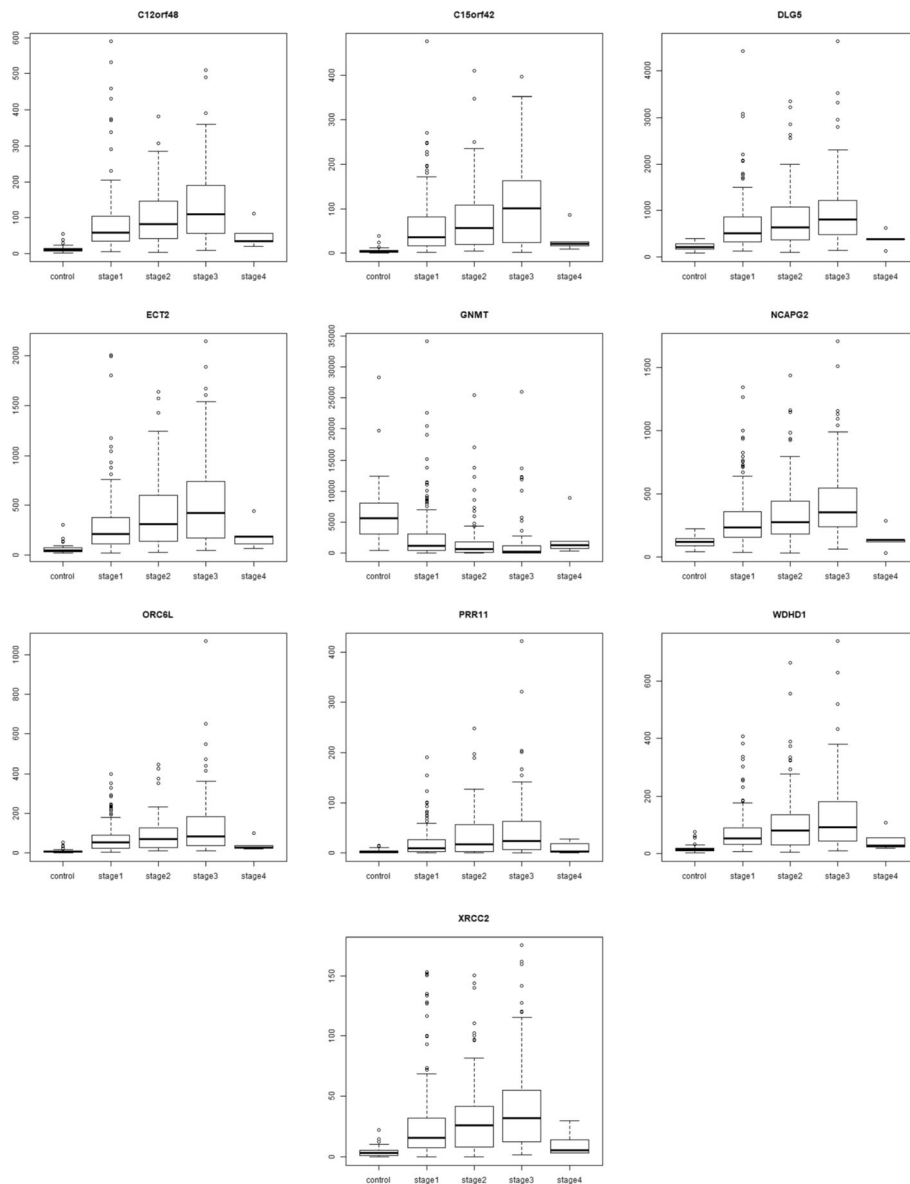 C12orf48
600
500
400
300
200
100
0
control stage1 stage2 stage3 stage4
C15orf42
400
300
200
100
0
control stage1 stage2 stage3 stage4
DLG5
4000
3000
2000
1000
0
control stage1 stage2 stage3 stage4
ECT2
2000
1500
1000
500
0
control stage1 stage2 stage3 stage4
GNMT
35000
30000
25000
20000
15000
10000
5000
0
control stage1 stage2 stage3 stage4
NCAPG2
1500
1000
500
0
control stage1 stage2 stage3 stage4
ORC6L
1000
800
600
400
200
0
control stage1 stage2 stage3 stage4
PRR11
400
300
200
100
0
control stage1 stage2 stage3 stage4
WDHD1
600
400
200
0
control stage1 stage2 stage3 stage4
XRCC2
150
100
50
0
control stage1 stage2 stage3 stage4